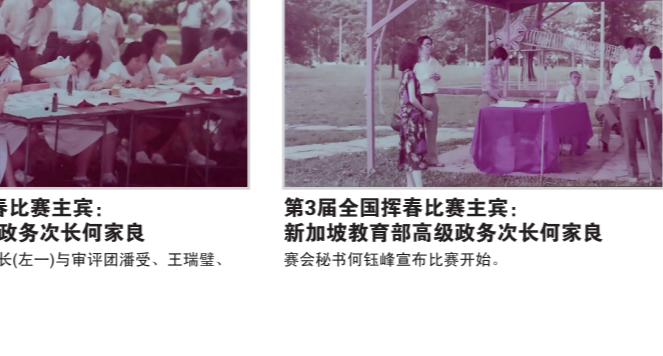 春比赛主宾：
政务次长何家良
长(左一)与审评团潘受、王瑞璧、
第3届全国挥春比赛主宾：
新加坡教育部高级政务次长何家良
赛会秘书何钰峰宣布比赛开始。